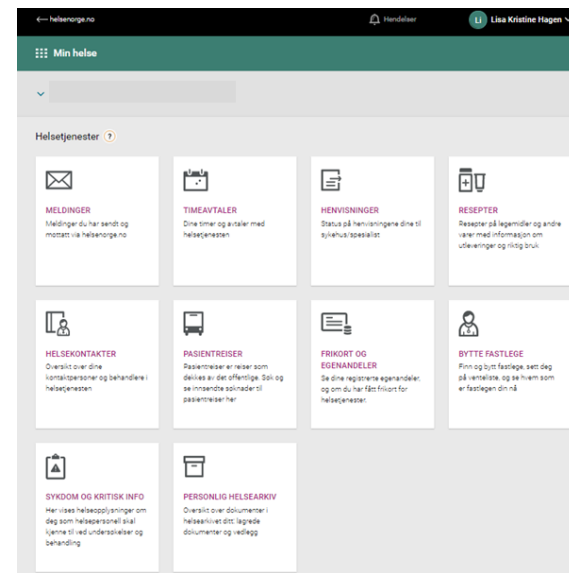 ← helsenorge.no
Hendelser
Li
Lisa Kristine Hagen
Min helse
Helsetjenester ?
MELDINGER
Meldinger du har sendt og
mottatt via helsenorge.no
TIMEAVTALER
Dine timer og avtaler med
helsetjenesten
HENVISNINGER
Status på henvisningene dine til
sykehus/spesialist
RESEPTER
Resepter på legemidler og andre
varer med informasjon om
utleveringer og riktig bruk
HELSEKONTAKTER
Oversikt over dine
kontaktpersoner og behandlere i
helsetjenesten
PASIENTREISER
Pasientreiser er reiser som
dekkes av det offentlige. Søk og
se innsendte søknader til
pasientreiser her
FRIKORT OG
EGENANDELER
Se dine registrerte egenandeler,
og om du har fått frikort for
helsetjenester.
BYTTE FASTLEGE
Finn og bytt fastlege, sett deg
på venteliste, og se hvem som
er fastlegen din nå
SYKDOM OG KRITISK INFO
Her vises helseopplysninger om
deg som helsepersonell skal
kjenne til ved undersøkelser og
behandling
PERSONLIG HELSEARKIV
Oversikt over dokumenter i
helsearkivet ditt: lagrede
dokumenter og vedlegg